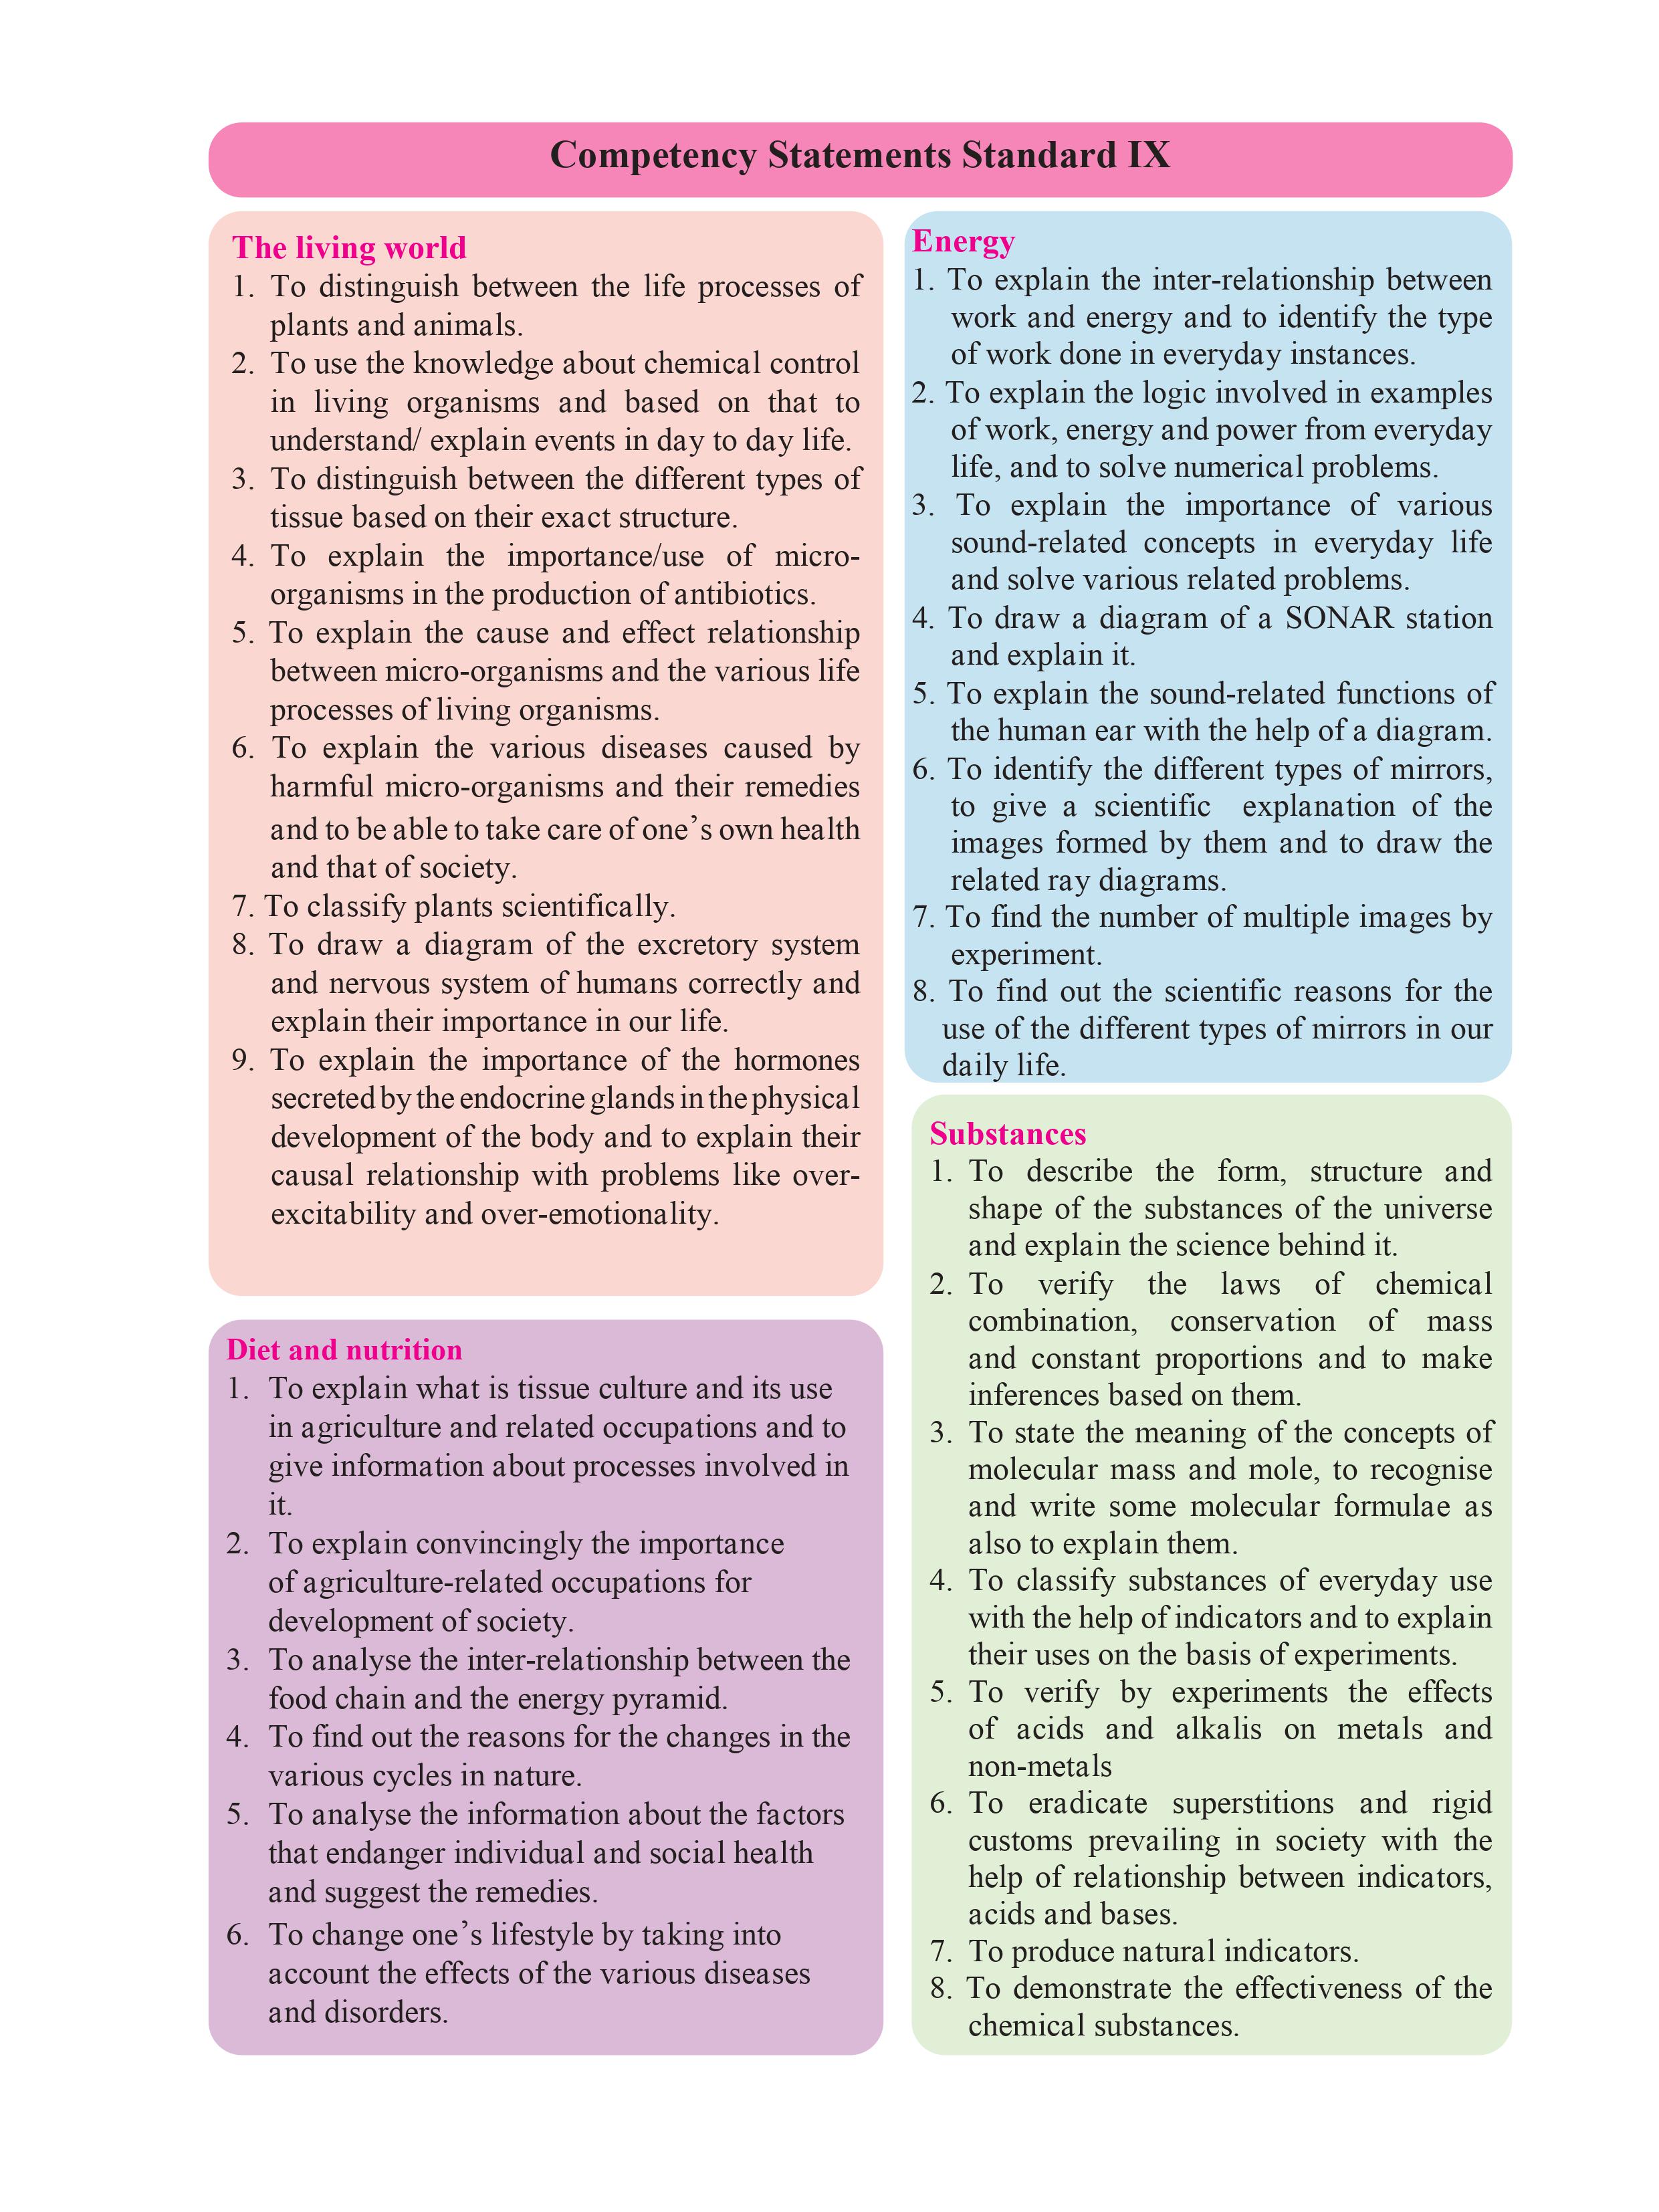 Competency Statements Standard IX
The living world
1. To distinguish between the life processes of
plants and animals.
2. To use the knowledge about chemical control
in living organisms and based on that to
understand/ explain events in day to day life.
3. To distinguish between the different types of
tissue based on their exact structure.
4. To explain the importance/use of micro-
organisms in the production of antibiotics.
5. To explain the cause and effect relationship
between micro-organisms and the various life
processes of living organisms.
6. To explain the various diseases caused by
harmful micro-organisms and their remedies
and to be able to take care of one’s own health
and that of society.
7. To classify plants scientifically.
8. To draw a diagram of the excretory system
and nervous system of humans correctly and
explain their importance in our life.
9. To explain the importance of the hormones
secreted by the endocrine glands in the physical
development of the body and to explain their
causal relationship with problems like over-
excitability and over-emotionality.
Diet and nutrition
1. To explain what is tissue culture and its use
in agriculture and related occupations and to
give information about processes involved in
it.
2. To explain convincingly the importance
of agriculture-related occupations for
development of society.
3. To analyse the inter-relationship between the
food chain and the energy pyramid.
4. To find out the reasons for the changes in the
various cycles in nature.
5. To analyse the information about the factors
that endanger individual and social health
and suggest the remedies.
6. To change one’s lifestyle by taking into
account the effects of the various diseases
and disorders.
Energy
1. To explain the inter-relationship between
work and energy and to identify the type
of work done in everyday instances.
2. To explain the logic involved in examples
of work, energy and power from everyday
life, and to solve numerical problems.
3. To explain the importance of various
sound-related concepts in everyday life
and solve various related problems.
4. To draw a diagram of a SONAR station
and explain it.
5. To explain the sound-related functions of
the human ear with the help of a diagram.
6. To identify the different types of mirrors,
to give a scientific explanation of the
images formed by them and to draw the
related ray diagrams.
7. To find the number of multiple images by
experiment.
8. To find out the scientific reasons for the
use of the different types of mirrors in our
daily life.
Substances
1. To describe the form, structure and
shape of the substances of the universe
and explain the science behind it.
2. To verify the laws of chemical
combination, conservation of mass
and constant proportions and to make
inferences based on them.
3. To state the meaning of the concepts of
molecular mass and mole, to recognise
and write some molecular formulae as
also to explain them.
4. To classify substances of everyday use
with the help of indicators and to explain
their uses on the basis of experiments.
5. To verify by experiments the effects
of acids and alkalis on metals and
non-metals
6. To eradicate superstitions and rigid
customs prevailing in society with the
help of relationship between indicators,
acids and bases.
7. To produce natural indicators.
8. To demonstrate the effectiveness of the
chemical substances.